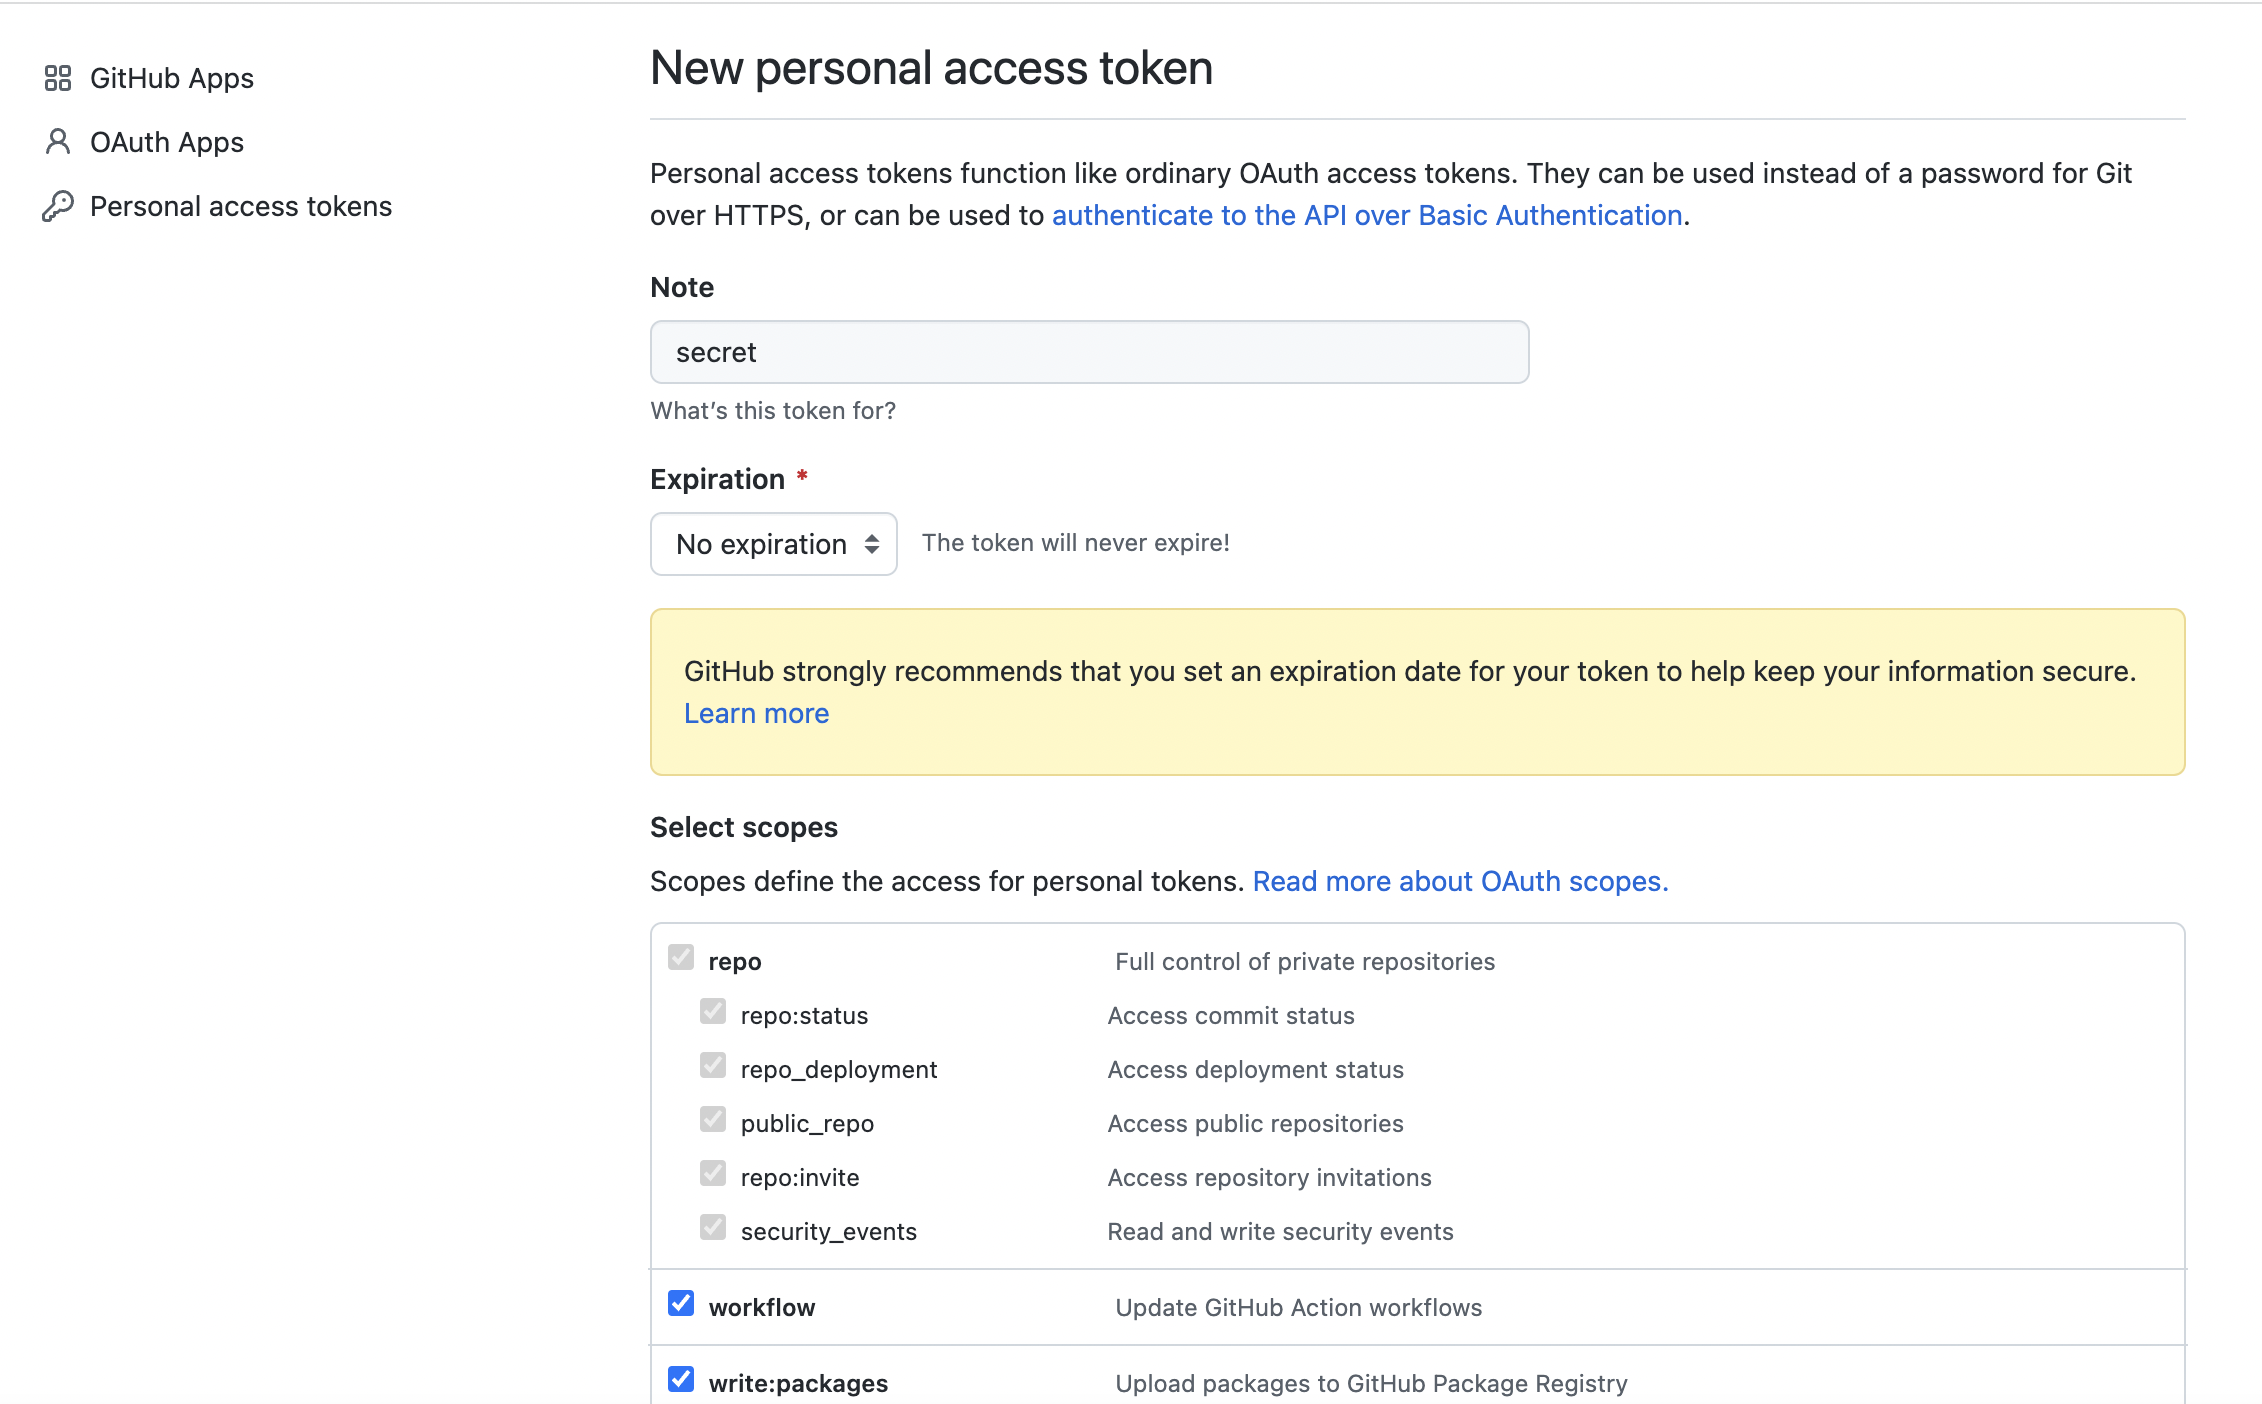 GitHub Apps
OAuth Apps
Personal access tokens
New personal access token
Personal access tokens function like ordinary OAuth access tokens. They can be used instead of a password for Git
over HTTPS, or can be used to authenticate to the API over Basic Authentication.
Note
secret
What's this token for?
Expiration *
No expiration The token will never expire!
GitHub strongly recommends that you set an expiration date for your token to help keep your information secure.
Learn more
Select scopes
Scopes define the access for personal tokens. Read more about OAuth scopes.
repo Full control of private repositories
repo:status Access commit status
repo_deployment Access deployment status
public_repo Access public repositories
repo:invite Access repository invitations
security_events Read and write security events
workflow Update GitHub Action workflows
write:packages Upload packages to GitHub Package Registry